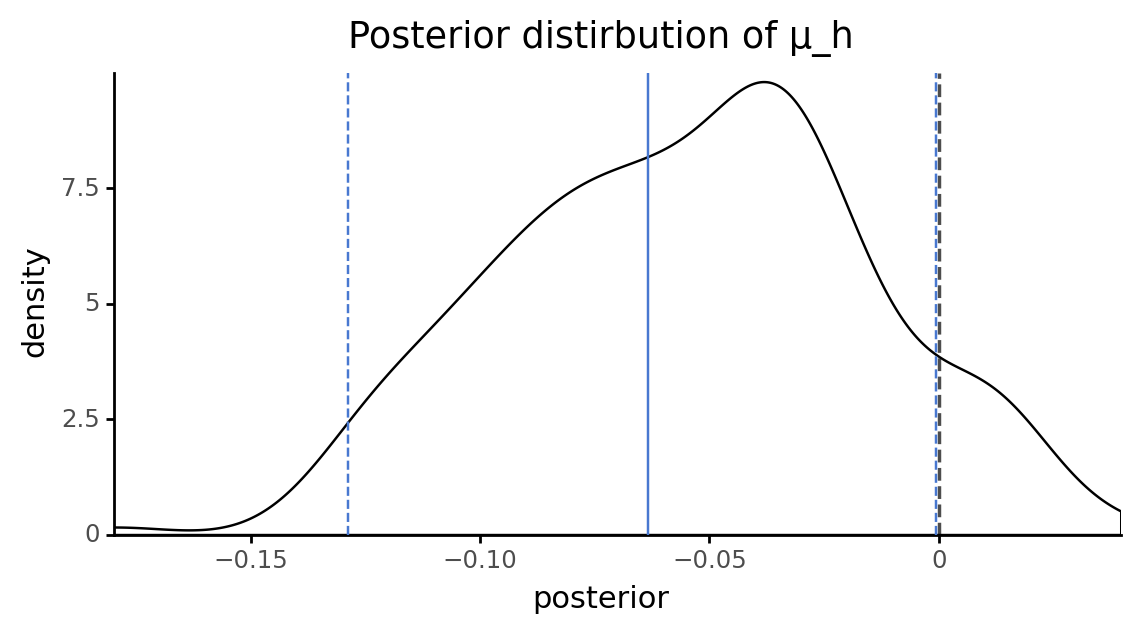 Posterior distirbution of μ_h
density
7.5
5
2.5
0
−0.15
−0.10
−0.05
0
posterior